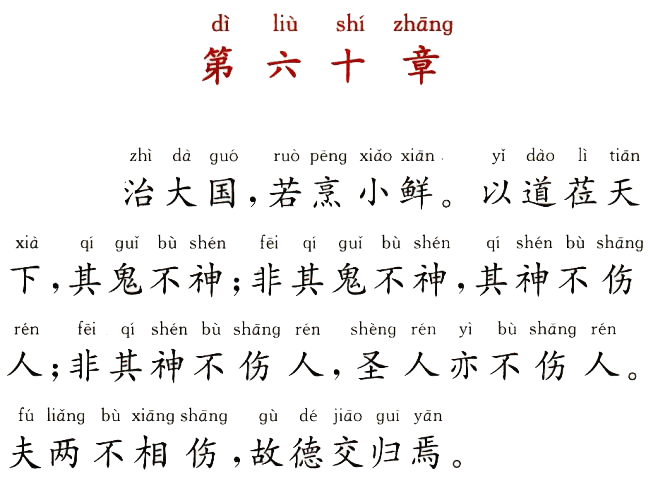 dì liù shí zhāng
第六十章
zhì dà guó ruò pēng xiǎo xiān yǐ dào lì tiān
治大国，若烹小鲜。以道莅天
xià qí guǐ bù shén fēi qí guǐ bù shén qí shén bù shāng
下，其鬼不神；非其鬼不神，其神不伤
rén fēi qí shén bù shāng rén shèng rén yì bù shāng rén
人；非其神不伤人，圣人亦不伤人。
fú liǎng bù xiāng shāng gù dé jiāo guī yān
夫两不相伤，故德交归焉。